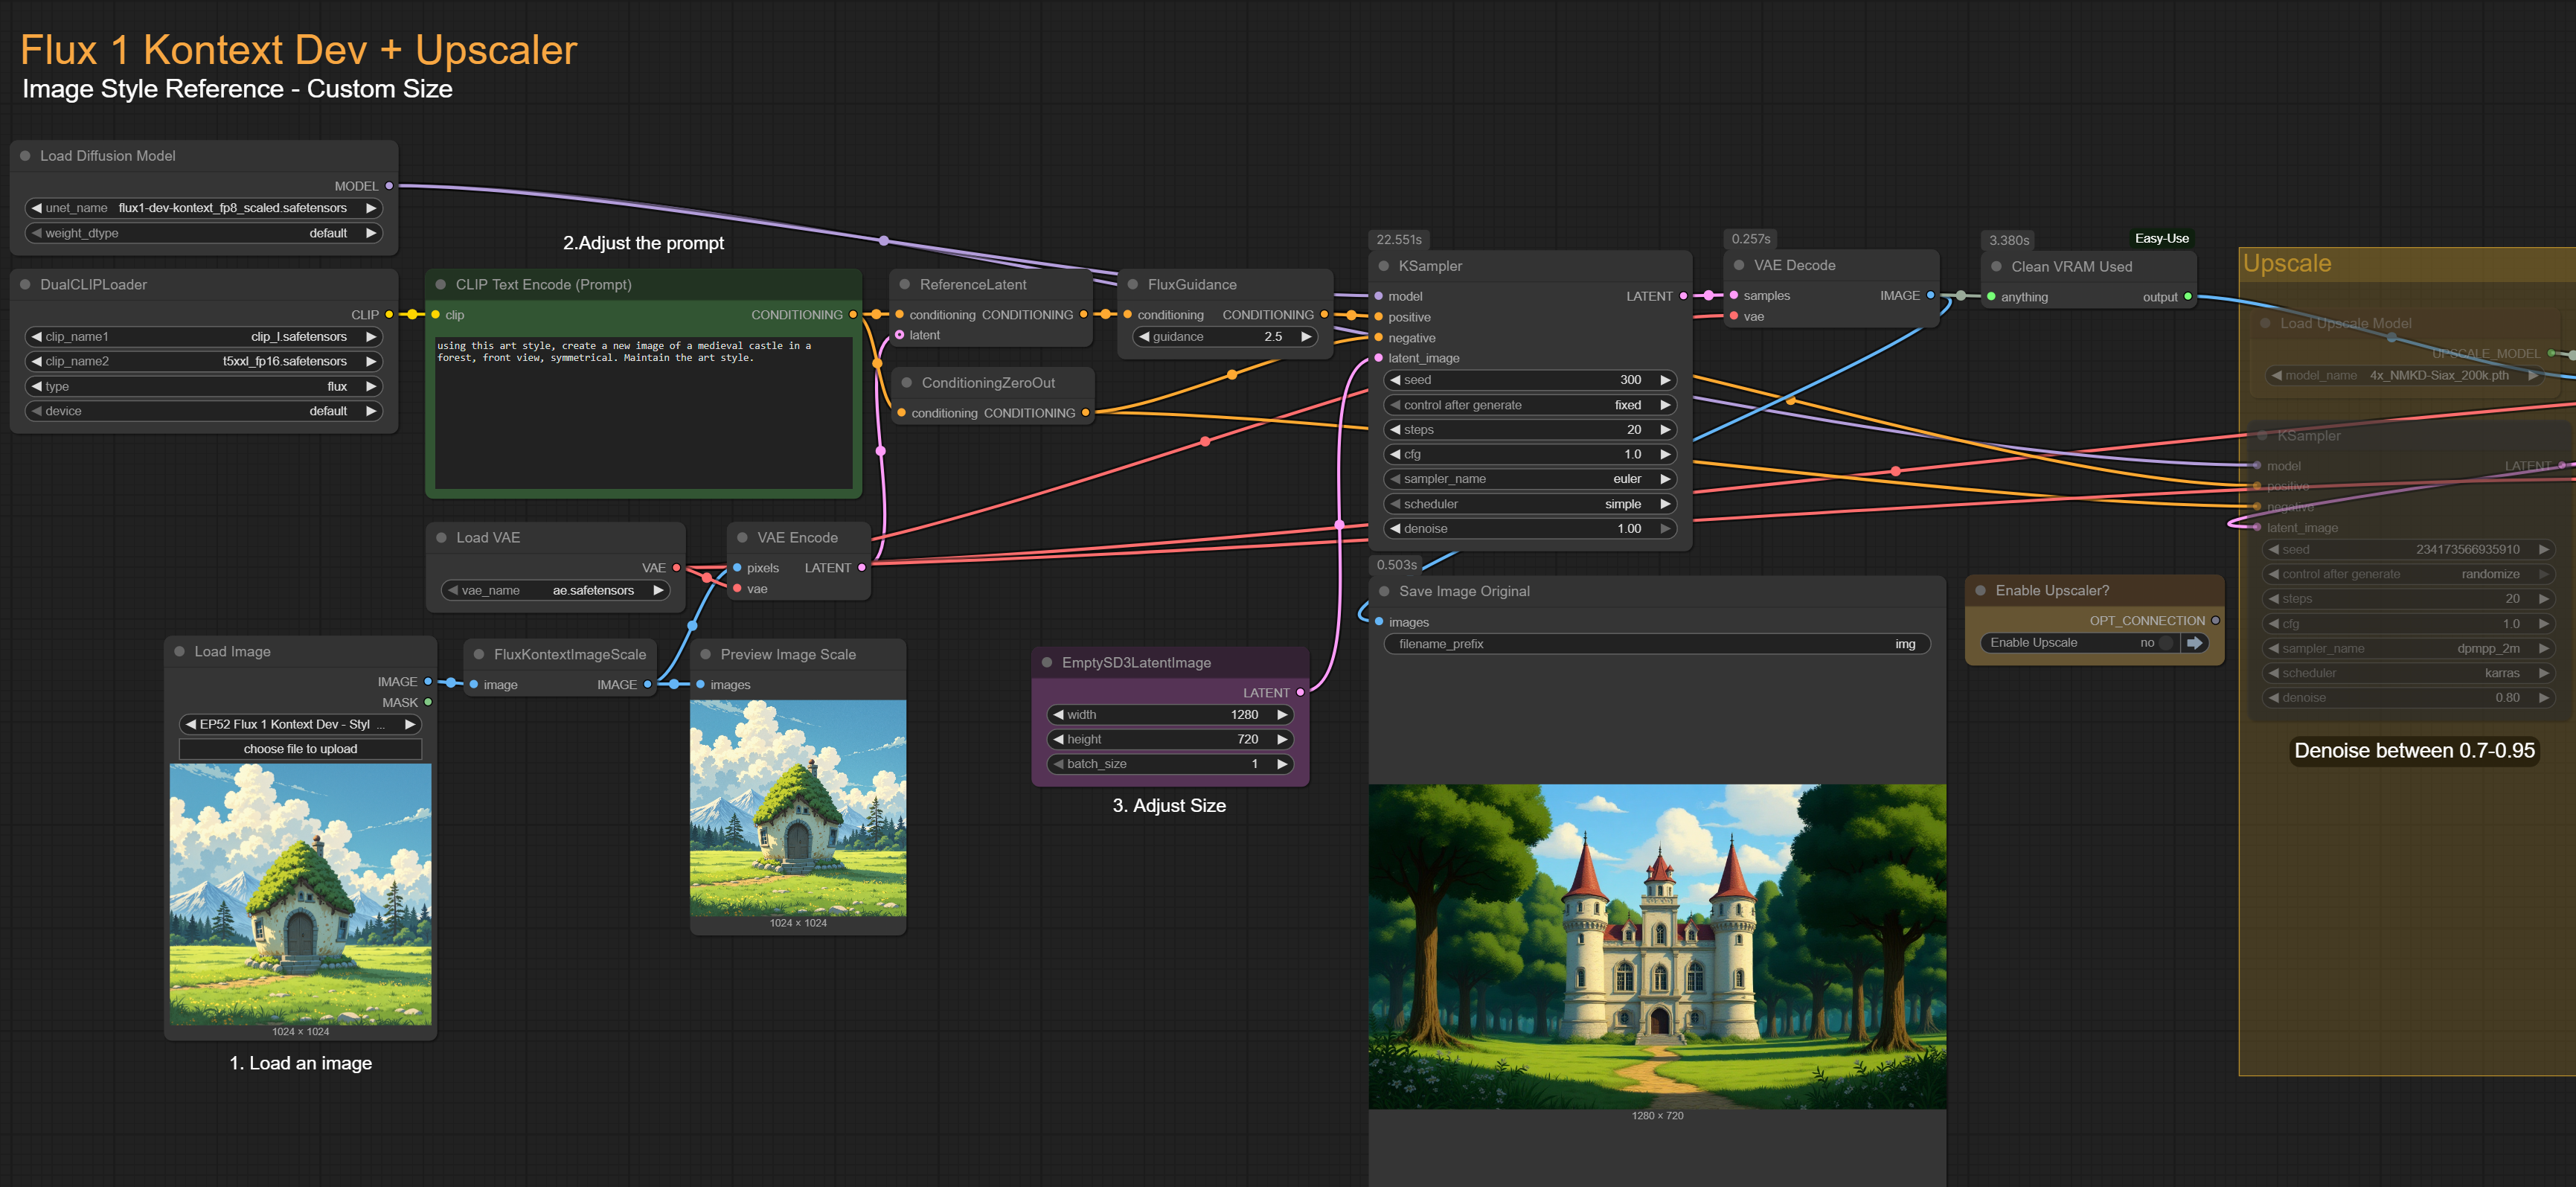 Flux 1 Kontext Dev + Upscaler
Image Style Reference - Custom Size
Load Diffusion Model
MODEL
unet_name flux1-dev-kontext_fp8_scaled.safetensors
weight_dtype default
DualCLIPLoader
CLIP
clip_name1 clip_l.safetensors
clip_name2 t5xxl_fp16.safetensors
type flux
device default
2.Adjust the prompt
CLIP Text Encode (Prompt)
clip CONDITIONING
using this art style, create a new image of a medieval castle in a
forest, front view, symmetrical. Maintain the art style.
ReferenceLatent
conditioning CONDITIONING
latent
FluxGuidance
conditioning CONDITIONING
guidance 2.5
ConditioningZeroOut
conditioning CONDITIONING
Load VAE
VAE
vae_name ae.safetensors
VAE Encode
pixels LATENT
vae
Load Image
IMAGE
MASK
EP52 Flux 1 Kontext Dev - Styl ...
choose file to upload
1024 × 1024
1. Load an image
FluxKontextImageScale
image IMAGE
Preview Image Scale
images
1024 × 1024
EmptySD3LatentImage
LATENT
width 1280
height 720
batch_size 1
3. Adjust Size
22.551s
KSampler
model LATENT
positive
negative
latent_image
seed 300
control after generate fixed
steps 20
cfg 1.0
sampler_name euler
scheduler simple
denoise 1.00
0.257s
VAE Decode
samples IMAGE
vae
3.380s
Easy-Use
Clean VRAM Used
anything output
0.503s
Save Image Original
images
filename_prefix img
1280 × 720
Enable Upscaler?
OPT_CONNECTION
Enable Upscale no
Upscale
Load Upscale Model
UPSCALE_MODEL
model_name 4x_NMKD-Siax_200k.pth
KSampler
model LATENT
positive
negative
latent_image
seed 234173566935910
control after generate randomize
steps 20
cfg 1.0
sampler_name dpmpp_2m
scheduler karras
denoise 0.80
Denoise between 0.7-0.95